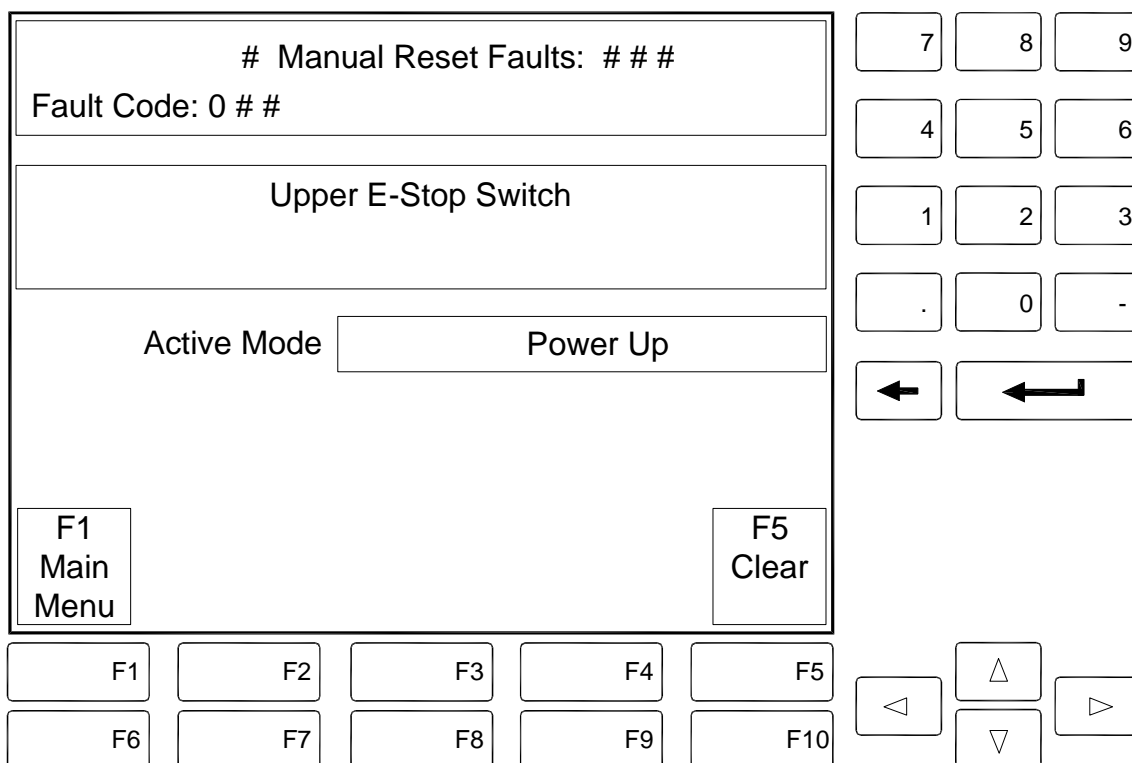 # Manual Reset Faults: # # #
Fault Code: 0 # #
Upper E-Stop Switch
Active Mode
Power Up
F1
Main
Menu
F5
Clear
F1 F2 F3 F4 F5
F6 F7 F8 F9 F10
7 8 9
4 5 6
1 2 3
. 0 -